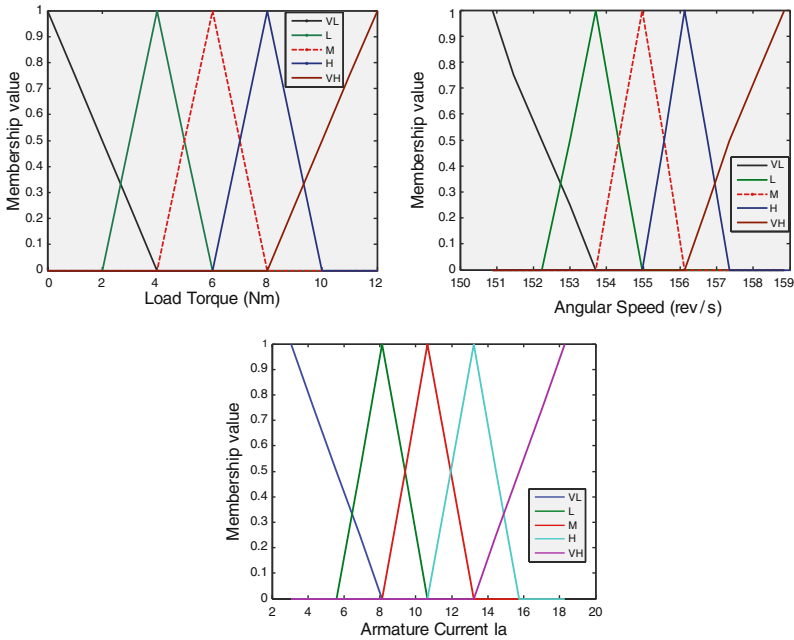 Membership value
1
0.9
0.8
0.7
0.6
0.5
0.4
0.3
0.2
0.1
0
0 2 4 6 8 10 12
Load Torque (Nm)
VL
L
M
H
VH
Membership value
1
0.9
0.8
0.7
0.6
0.5
0.4
0.3
0.2
0.1
0
150 151 152 153 154 155 156 157 158 159
Angular Speed (rev/s)
VL
L
M
H
VH
Membership value
1
0.9
0.8
0.7
0.6
0.5
0.4
0.3
0.2
0.1
0
2 4 6 8 10 12 14 16 18 20
Armature Current Ia
VL
L
M
H
VH